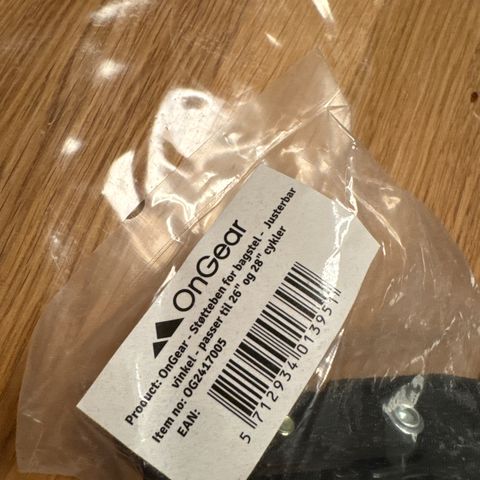 OnGear
Product: OnGear - Støtteben for bagstel - Justerbar
vinkel - passer til 26" og 28" cykler
Item no: OG2417005
EAN:
5 712934 013951